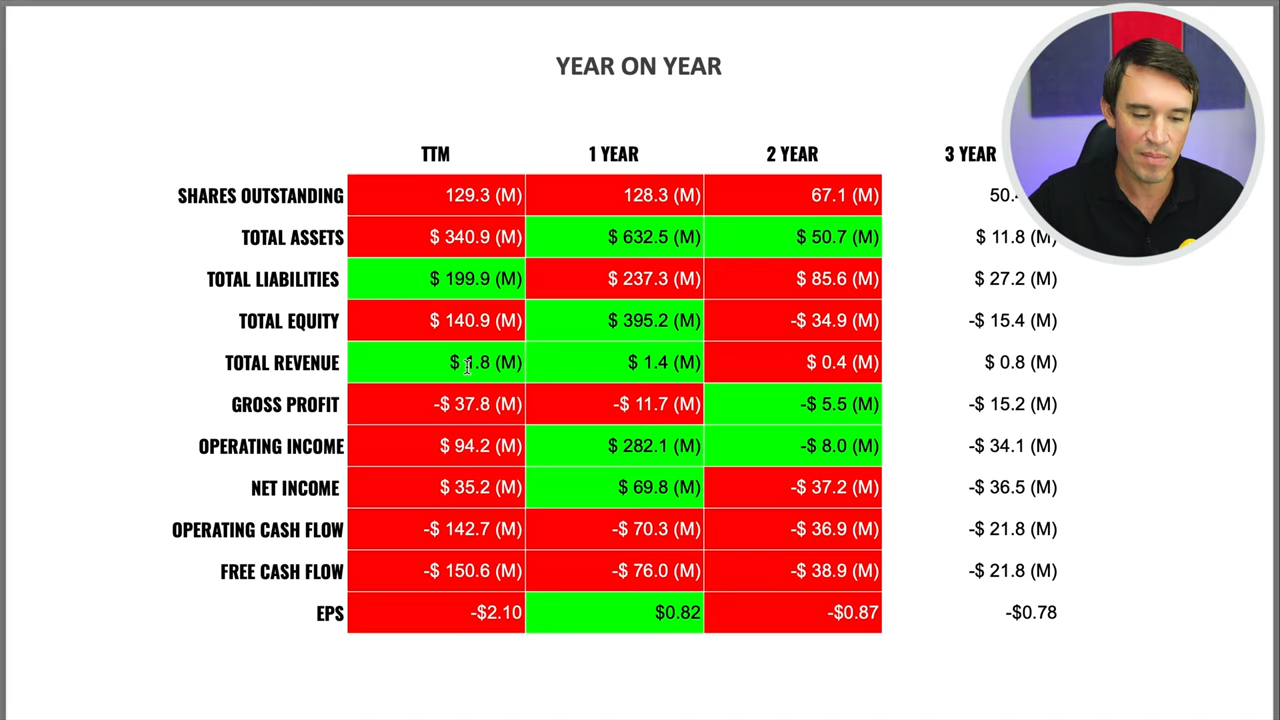 YEAR ON YEAR
TTM 1 YEAR 2 YEAR 3 YEAR
SHARES OUTSTANDING 129.3 (M) 128.3 (M) 67.1 (M) 50.
TOTAL ASSETS $ 340.9 (M) $ 632.5 (M) $ 50.7 (M) $ 11.8 (M)
TOTAL LIABILITIES $ 199.9 (M) $ 237.3 (M) $ 85.6 (M) $ 27.2 (M)
TOTAL EQUITY $ 140.9 (M) $ 395.2 (M) -$ 34.9 (M) -$ 15.4 (M)
TOTAL REVENUE $ 1.8 (M) $ 1.4 (M) $ 0.4 (M) $ 0.8 (M)
GROSS PROFIT -$ 37.8 (M) -$ 11.7 (M) -$ 5.5 (M) -$ 15.2 (M)
OPERATING INCOME $ 94.2 (M) $ 282.1 (M) -$ 8.0 (M) -$ 34.1 (M)
NET INCOME $ 35.2 (M) $ 69.8 (M) -$ 37.2 (M) -$ 36.5 (M)
OPERATING CASH FLOW -$ 142.7 (M) -$ 70.3 (M) -$ 36.9 (M) -$ 21.8 (M)
FREE CASH FLOW -$ 150.6 (M) -$ 76.0 (M) -$ 38.9 (M) -$ 21.8 (M)
EPS -$2.10 $0.82 -$0.87 -$0.78